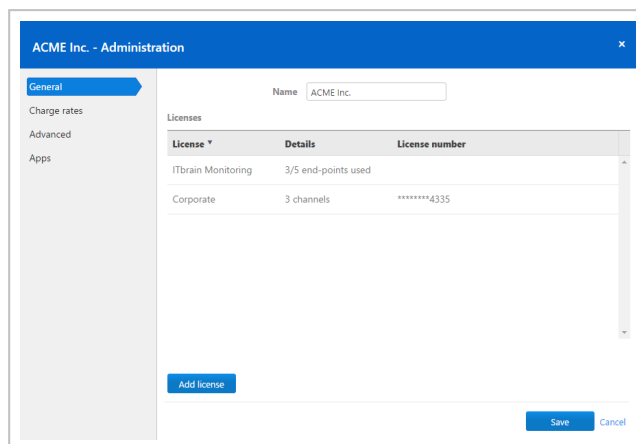 ACME Inc. - Administration
×
General
Charge rates
Advanced
Apps
Name ACME Inc.
Licenses
License ▼ Details License number
ITbrain Monitoring 3/5 end-points used
Corporate 3 channels ********4335
Add license
Save Cancel